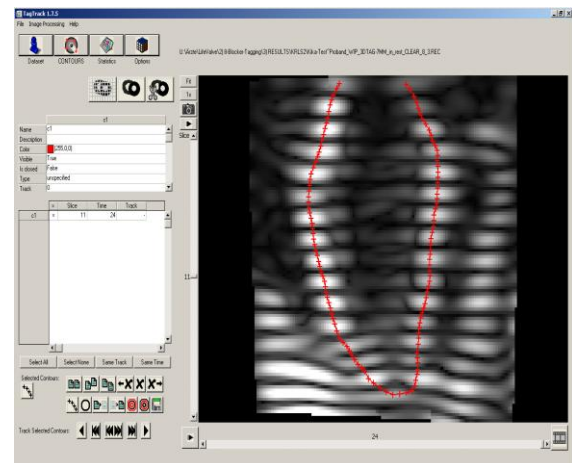 TagTrack 1.7.5
File Image Processing Help
Dataset CONTOURS Statistics Options
Fit
1x
Slice
c1
Name c1
Description
Color (255,0,0)
Visible True
Is closed False
Type unspecified
Track 0
Slice Time Track
c1 11 24 -
11
Select All Select None Same Track Same Time
Selected Contours:
Track Selected Contours:
24